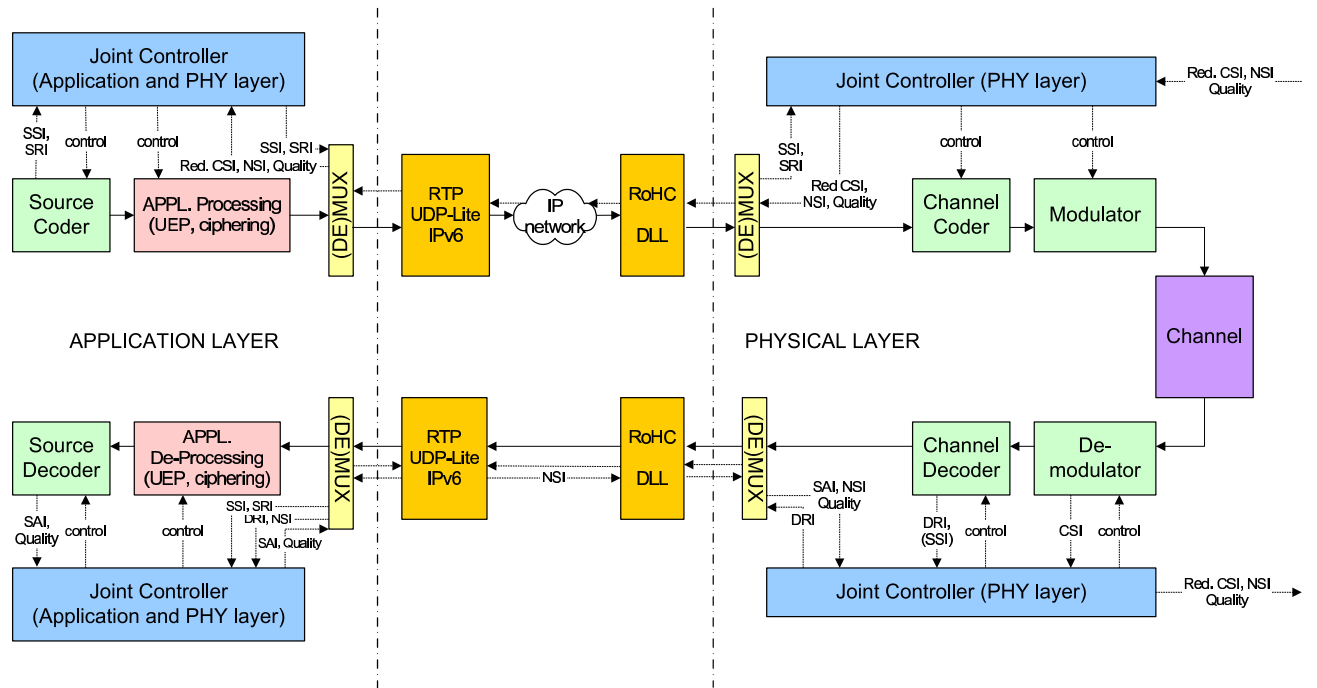 Joint Controller
(Application and PHY layer)
Joint Controller (PHY layer)
Red. CSI, NSI
Quality
SSI,
SRI
control
control
SSI, SRI
Red. CSI, NSI, Quality
SSI,
SRI
Red CSI,
NSI, Quality
control
control
Source
Coder
APPL. Processing
(UEP, ciphering)
(DE)MUX
RTP
UDP-Lite
IPv6
IP
network
RoHC
DLL
(DE)MUX
Channel
Coder
Modulator
Channel
APPLICATION LAYER
PHYSICAL LAYER
Source
Decoder
APPL.
De-Processing
(UEP, ciphering)
(DE)MUX
RTP
UDP-Lite
IPv6
NSI
RoHC
DLL
(DE)MUX
Channel
Decoder
De-
modulator
SAI,
Quality
control
control
SSI, SRI
DRI, NSI
SAI, Quality
SAI, NSI
Quality
DRI
DRI,
(SSI)
control
CSI
control
Joint Controller
(Application and PHY layer)
Joint Controller (PHY layer)
Red. CSI, NSI
Quality